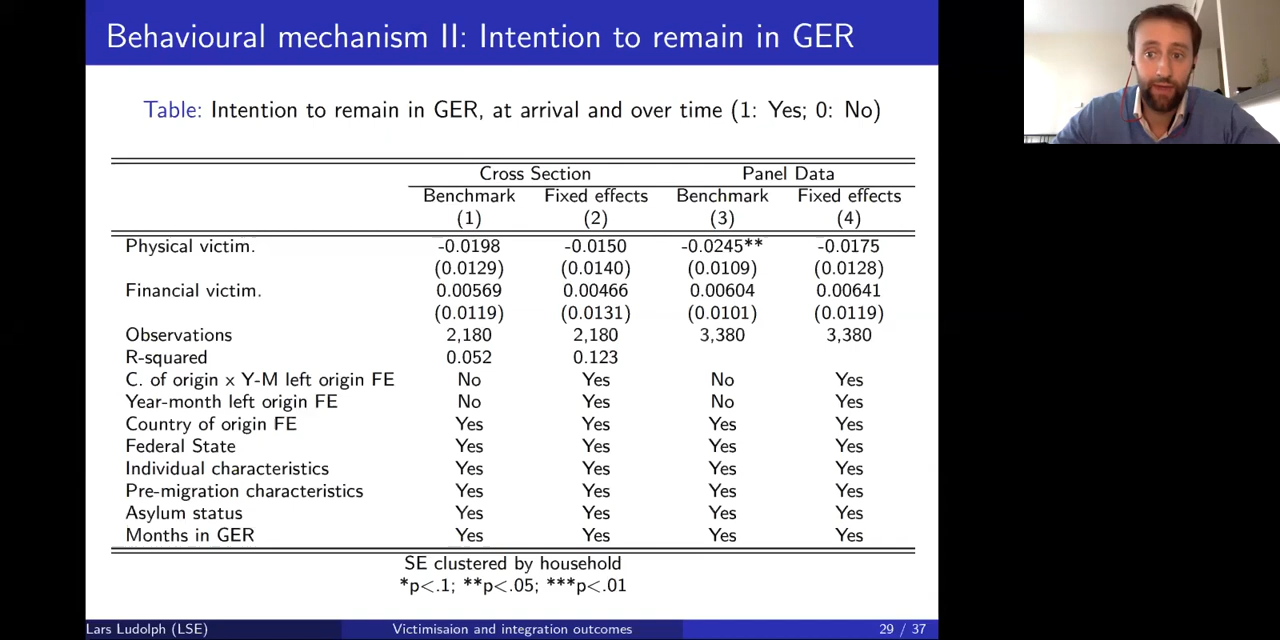 Behavioural mechanism II: Intention to remain in GER
Table: Intention to remain in GER, at arrival and over time (1: Yes; 0: No)
Cross Section Panel Data
Benchmark Fixed effects Benchmark Fixed effects
(1) (2) (3) (4)
Physical victim. -0.0198 -0.0150 -0.0245** -0.0175
(0.0129) (0.0140) (0.0109) (0.0128)
Financial victim. 0.00569 0.00466 0.00604 0.00641
(0.0119) (0.0131) (0.0101) (0.0119)
Observations 2,180 2,180 3,380 3,380
R-squared 0.052 0.123
C. of origin x Y-M left origin FE No Yes No Yes
Year-month left origin FE No Yes No Yes
Country of origin FE Yes Yes Yes Yes
Federal State Yes Yes Yes Yes
Individual characteristics Yes Yes Yes Yes
Pre-migration characteristics Yes Yes Yes Yes
Asylum status Yes Yes Yes Yes
Months in GER Yes Yes Yes Yes
SE clustered by household
*p<.1; **p<.05; ***p<.01
Lars Ludolph (LSE) Victimisaion and integration outcomes 29 / 37